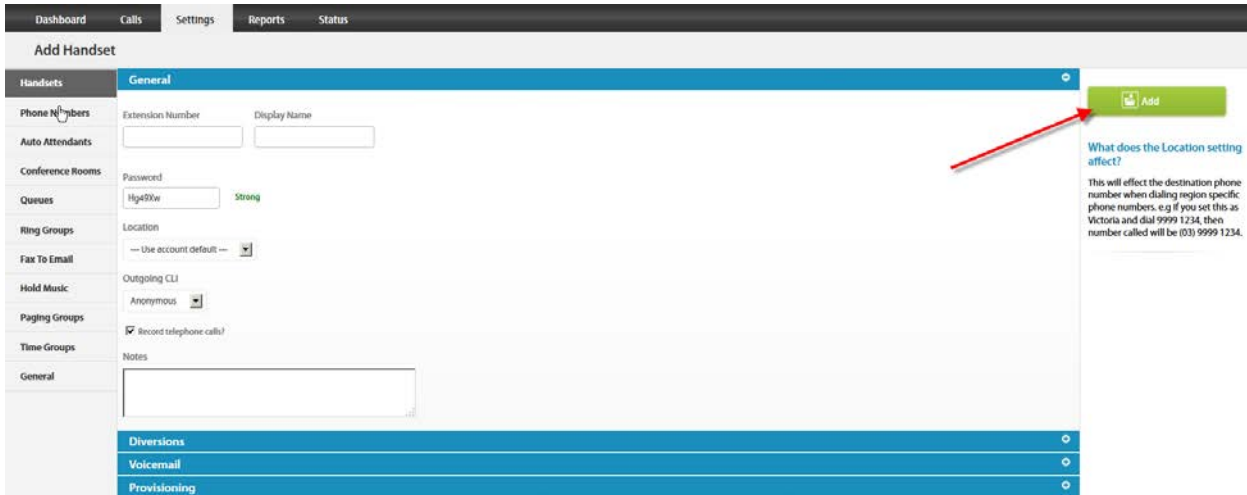 Dashboard Calls Settings Reports Status
Add Handset
Handsets
Phone Numbers
Auto Attendants
Conference Rooms
Queues
Ring Groups
Fax To Email
Hold Music
Paging Groups
Time Groups
General
General
Extension Number Display Name
Password
Hg49Xw Strong
Location
--- Use account default ---
Outgoing CLI
Anonymous
Record telephone calls?
Notes
Diversions
Voicemail
Provisioning
Add
What does the Location setting
affect?
This will effect the destination phone
number when dialing region specific
phone numbers. e.g if you set this as
Victoria and dial 9999 1234, then
number called will be (03) 9999 1234.